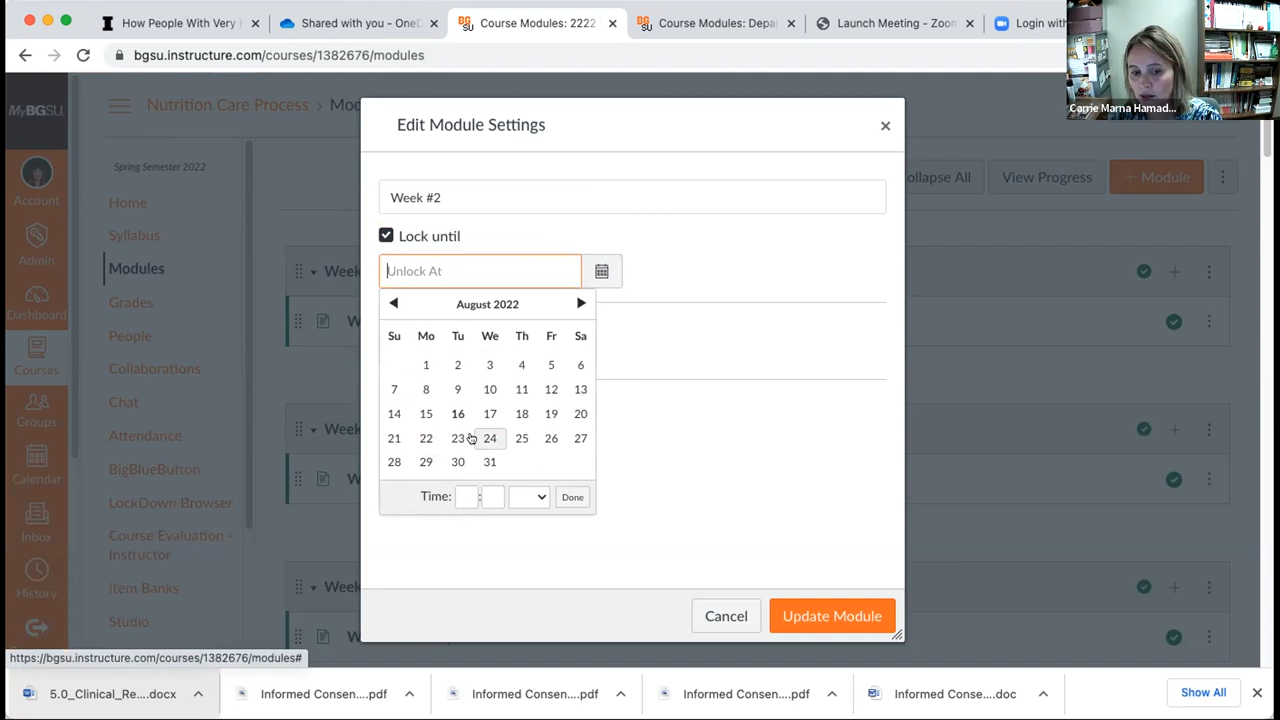 How People With Very
Shared with you - OneD
BGSU
Course Modules: 2222
BGSU
Course Modules: Depar
Launch Meeting - Zoom
Login with
bgsu.instructure.com/courses/1382676/modules
Carrie Marna Hamad...
MyBGSU.
Account
Admin
Dashboard
Courses
Groups
Calendar
Inbox
History
Nutrition Care Process
Spring Semester 2022
Home
Syllabus
Modules
Grades
People
Collaborations
Chat
Attendance
BigBlueButton
LockDown Browser
Course Evaluation -
Instructor
Item Banks
Studio
Collapse All
View Progress
+ Module
Edit Module Settings
Week #2
Lock until
Unlock At
August 2022
Su Mo Tu We Th Fr Sa
1 2 3 4 5 6
7 8 9 10 11 12 13
14 15 16 17 18 19 20
21 22 23 24 25 26 27
28 29 30 31
Time: : Done
Cancel
Update Module
https://bgsu.instructure.com/courses/1382676/modules#
5.0_Clinical_Re....docx
Informed Consen....pdf
Informed Consen....pdf
Informed Consen....pdf
Informed Conse....doc
Show All